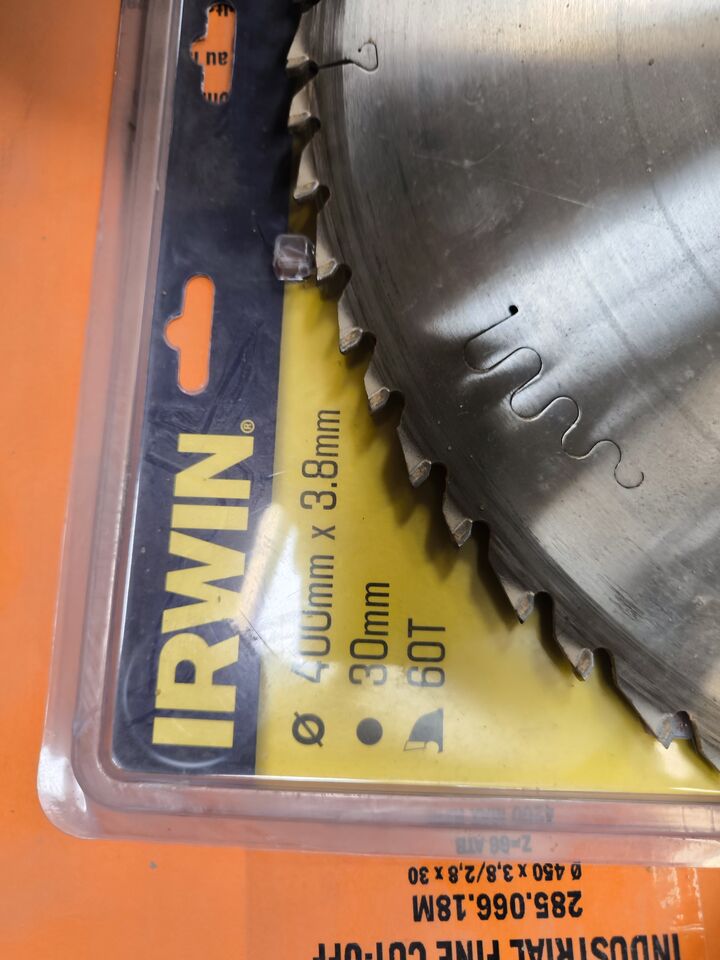 IRWIN®
Ø 400mm x 3.8mm
30mm
60T
INDUSTRIAL FINE CUT-OFF
285.066.18M
Ø 450 x 3,8/2,8 x 30
Z=66 ATB
au